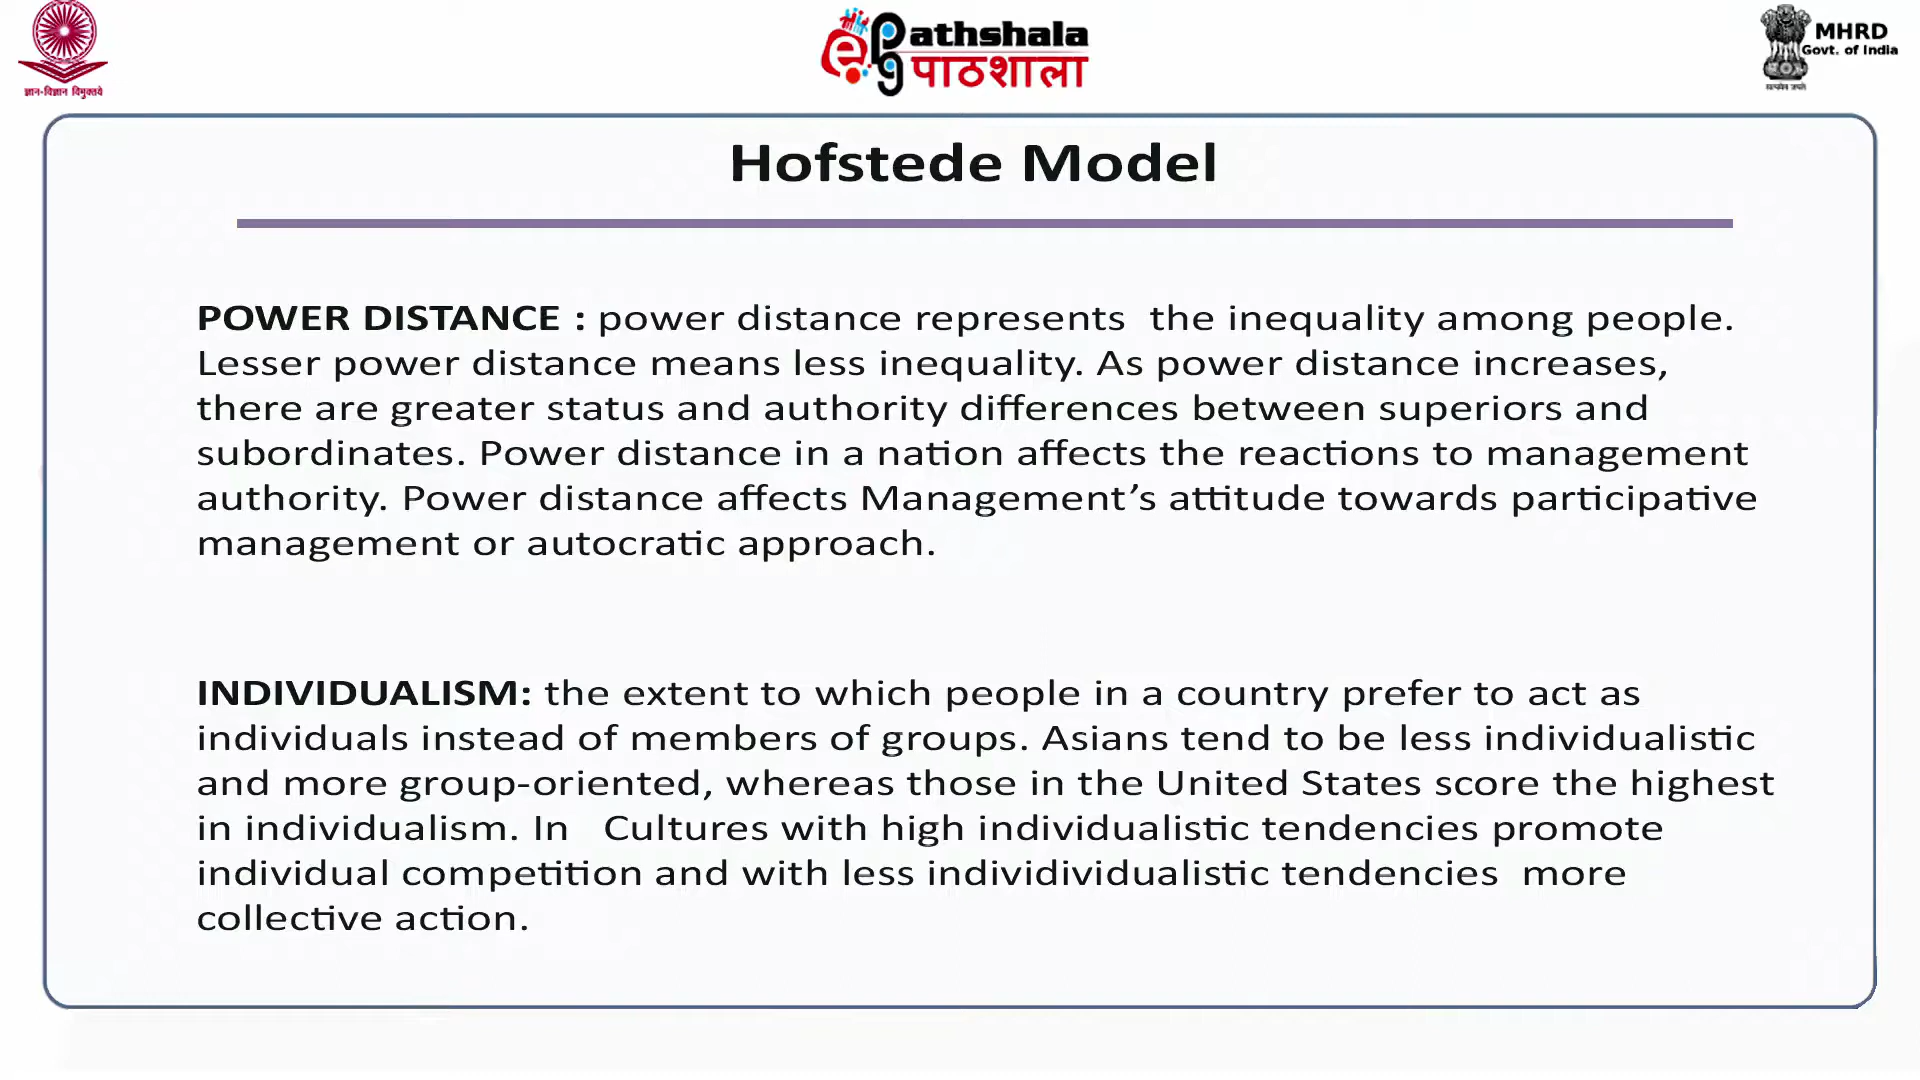 ज्ञान-विज्ञान विमुक्तये
ePathshala
पाठशाला
MHRD
Govt. of India
सत्यमेव जयते
Hofstede Model
POWER DISTANCE : power distance represents  the inequality among people.
Lesser power distance means less inequality. As power distance increases,
there are greater status and authority differences between superiors and
subordinates. Power distance in a nation affects the reactions to management
authority. Power distance affects Management’s attitude towards participative
management or autocratic approach.
INDIVIDUALISM: the extent to which people in a country prefer to act as
individuals instead of members of groups. Asians tend to be less individualistic
and more group-oriented, whereas those in the United States score the highest
in individualism. In   Cultures with high individualistic tendencies promote
individual competition and with less individividualistic tendencies  more
collective action.